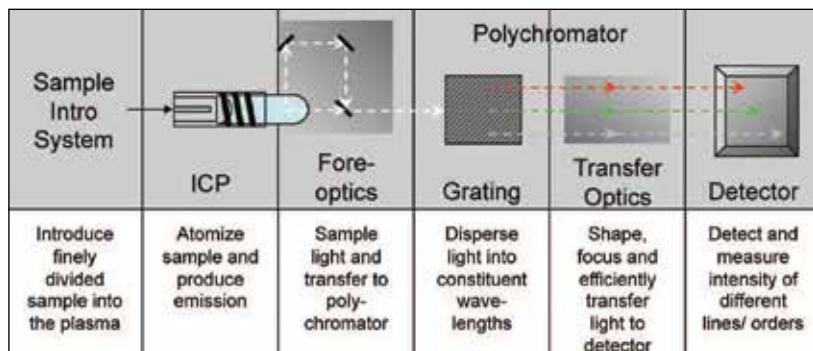 Polychromator
Sample
Intro
System
ICP
Fore-
optics
Grating
Transfer
Optics
Detector
Introduce
finely
divided
sample into
the plasma
Atomize
sample and
produce
emission
Sample
light and
transfer to
poly-
chromator
Disperse
light into
constituent
wave-
lengths
Shape,
focus and
efficiently
transfer
light to
detector
Detect and
measure
intensity of
different
lines/ orders